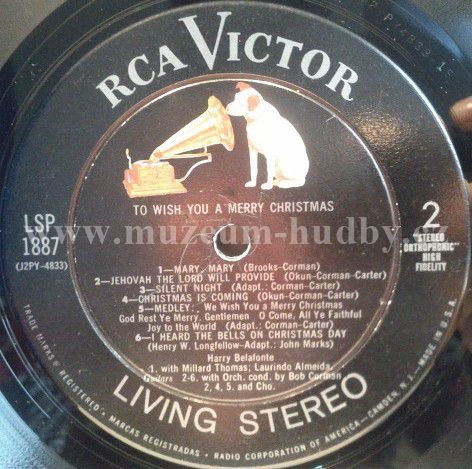 RCA VICTOR
TO WISH YOU A MERRY CHRISTMAS
LSP
1887
(J2PY-4833)
2
"STEREO
ORTHOPHONIC"
HIGH
FIDELITY
www.muzeum-hudby.
1—MARY, MARY (Brooks-Corman)
2—JEHOVAH THE LORD WILL PROVIDE (Okun-Corman-Carter)
3—SILENT NIGHT (Adapt.: Corman-Carter)
4—CHRISTMAS IS COMING (Okun-Corman-Carter)
5—MEDLEY: We Wish You a Merry Christmas
God Rest Ye Merry, Gentlemen O Come, All Ye Faithful
Joy to the World (Adapt.: Corman-Carter)
6—I HEARD THE BELLS ON CHRISTMAS DAY
(Henry W. Longfellow-Adapt.: John Marks)
Harry Belafonte
1. with Millard Thomas; Laurindo Almeida,
Guitars 2-6. with Orch. cond. by Bob Corman
2, 4, 5. and Cho.
LIVING STEREO
TRADE MARKS ® REGISTERED • MARCAS REGISTRADAS • RADIO CORPORATION OF AMERICA—CAMDEN, N. J.—MADE IN U.S.A.